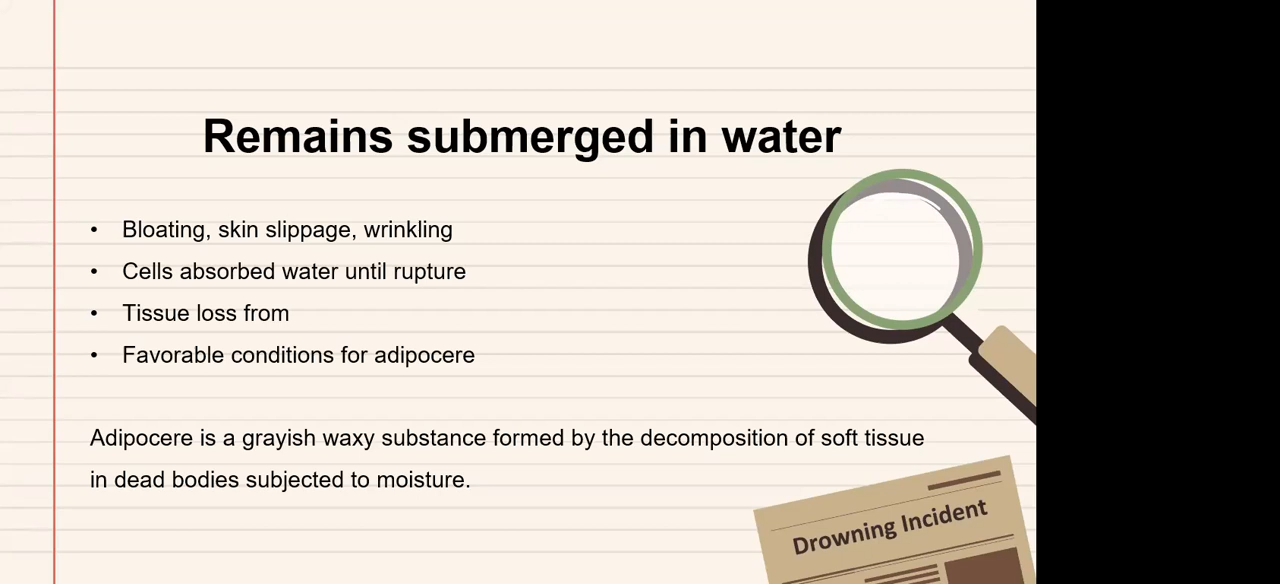 Remains submerged in water
• Bloating, skin slippage, wrinkling
• Cells absorbed water until rupture
• Tissue loss from
• Favorable conditions for adipocere
Adipocere is a grayish waxy substance formed by the decomposition of soft tissue
in dead bodies subjected to moisture.
Drowning Incident